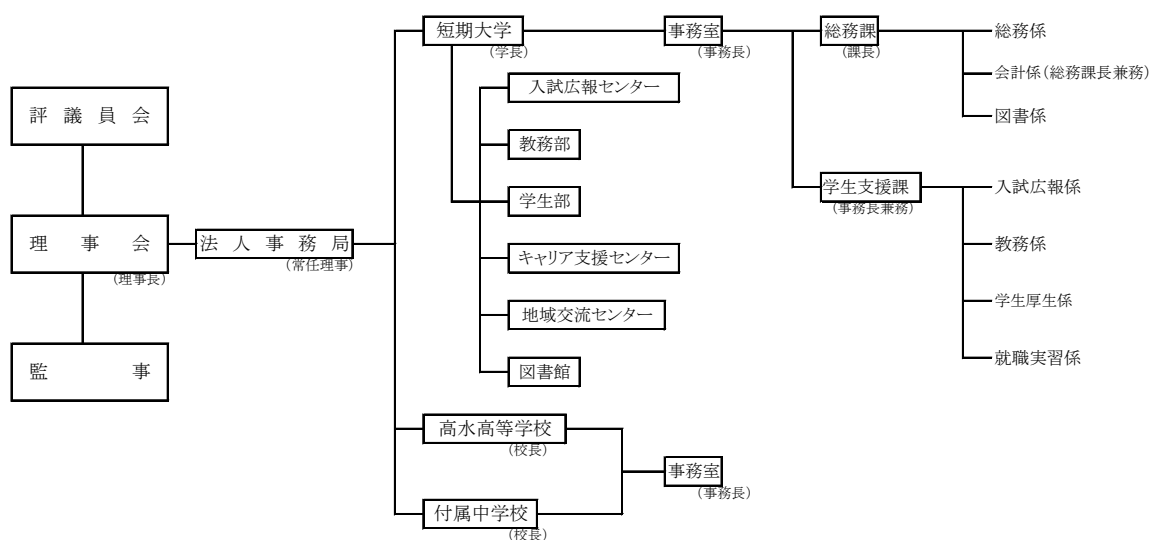 短期大学
(学長)
事務室
(事務長)
総務課
(課長)
総務係
会計係(総務課長兼務)
図書係
入試広報センター
教務部
学生部
キャリア支援センター
地域交流センター
図書館
学生支援課
(事務長兼務)
入試広報係
教務係
学生厚生係
就職実習係
評議員会
理事会
(理事長)
監事
法人事務局
(常任理事)
高水高等学校
(校長)
付属中学校
(校長)
事務室
(事務長)